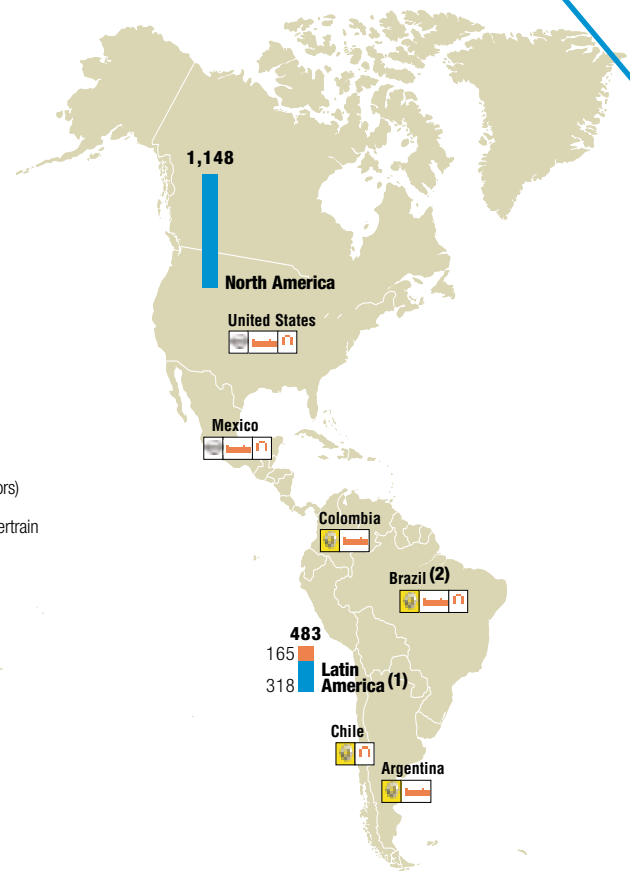 1,148
North America
United States
Mexico
ors)
ertrain
Colombia
Brazil (2)
483
165
318
Latin
America (1)
Chile
Argentina